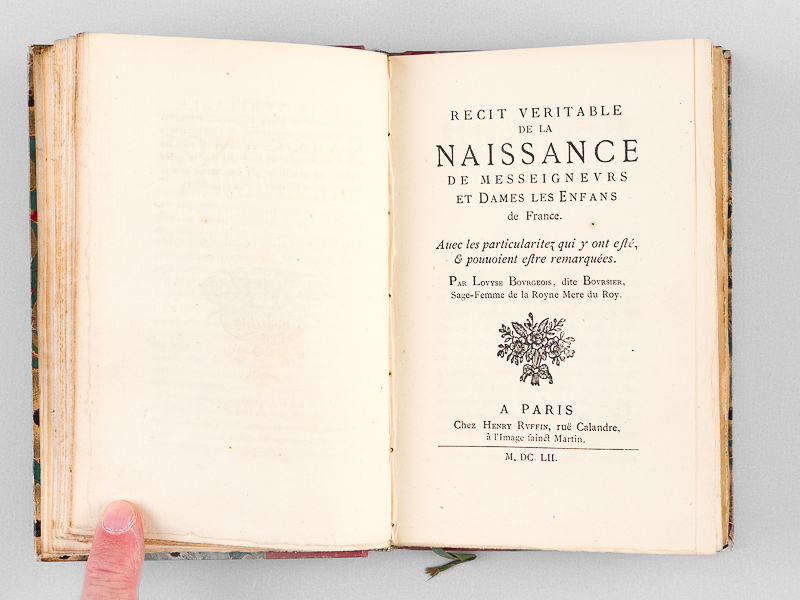 RECIT VERITABLE
DE LA
NAISSANCE
DE MESSEIGNEVRS
ET DAMES LES ENFANS
de France.
Auec les particularitez qui y ont eſté,
& pouuoient eſtre remarquées.
PAR LOVYSE BOVRGEOIS, dite BOVRSIER,
Sage-Femme de la Royne Mere du Roy.
A PARIS
Chez HENRY RVFFIN, ruë Calandre,
à l'Image ſainct Martin.
M. DC. LII.